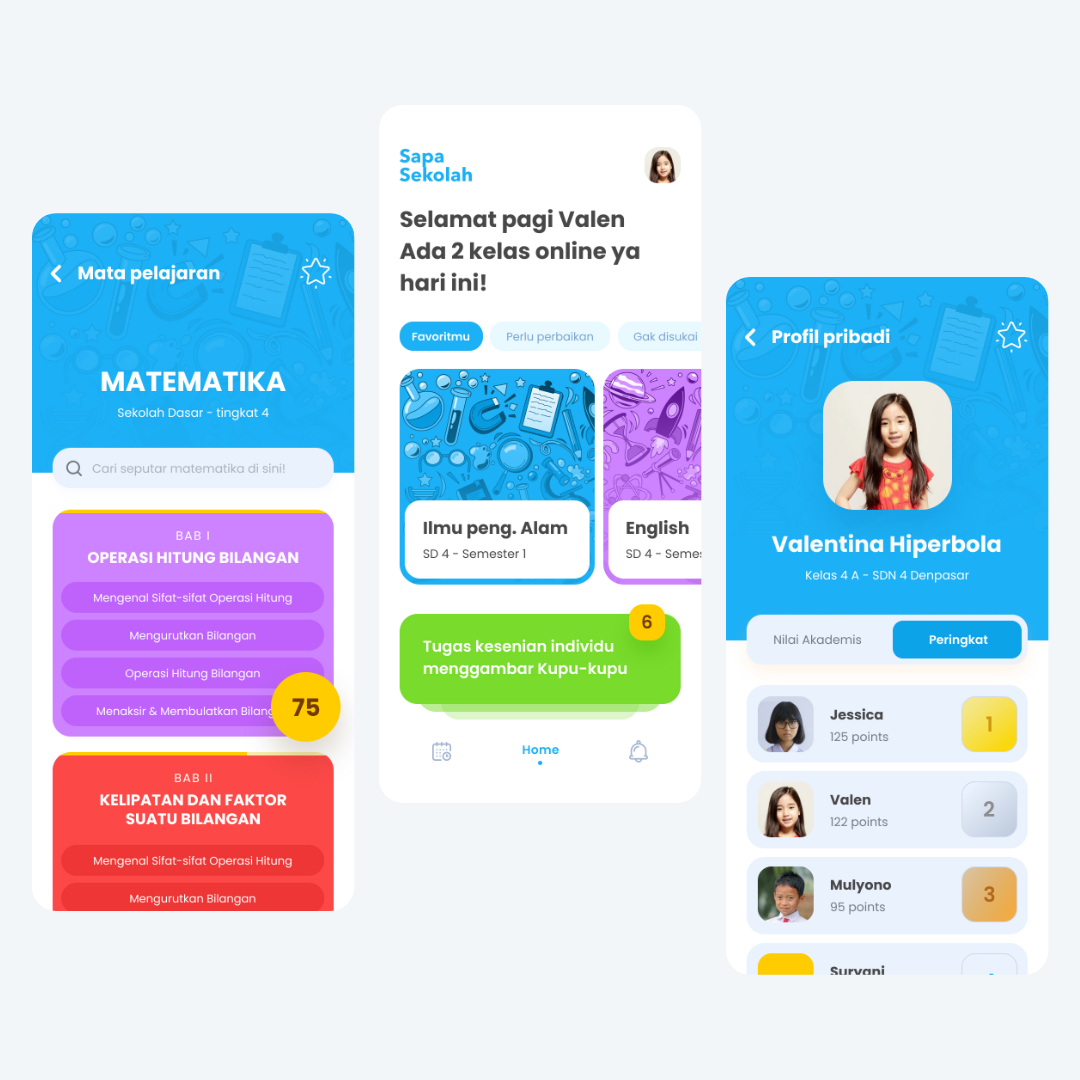 Mata pelajaran
MATEMATIKA
Sekolah Dasar - tingkat 4
Cari seputar matematika di sini!
BAB I
OPERASI HITUNG BILANGAN
Mengenal Sifat-sifat Operasi Hitung
Mengurutkan Bilangan
Operasi Hitung Bilangan
Menaksir & Membulatkan Bilang
75
BAB II
KELIPATAN DAN FAKTOR
SUATU BILANGAN
Mengenal Sifat-sifat Operasi Hitung
Mengurutkan Bilangan
Sapa
Sekolah
Selamat pagi Valen
Ada 2 kelas online ya
hari ini!
Favoritmu
Perlu perbaikan
Gak disukai
Ilmu peng. Alam
SD 4 - Semester 1
English
SD 4 - Semes
6
Tugas kesenian individu
menggambar Kupu-kupu
Home
Profil pribadi
Valentina Hiperbola
Kelas 4 A - SDN 4 Denpasar
Nilai Akademis
Peringkat
Jessica
125 points
1
Valen
122 points
2
Mulyono
95 points
3
Suryani